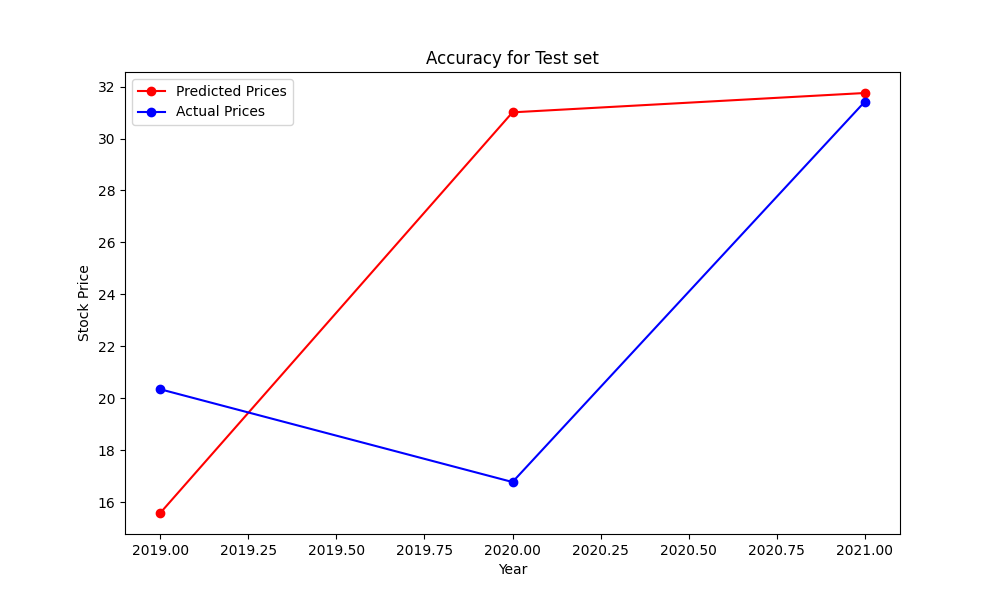 Accuracy for Test set
Predicted Prices
Actual Prices
32
30
28
26
24
22
20
18
16
Stock Price
2019.00 2019.25 2019.50 2019.75 2020.00 2020.25 2020.50 2020.75 2021.00
Year